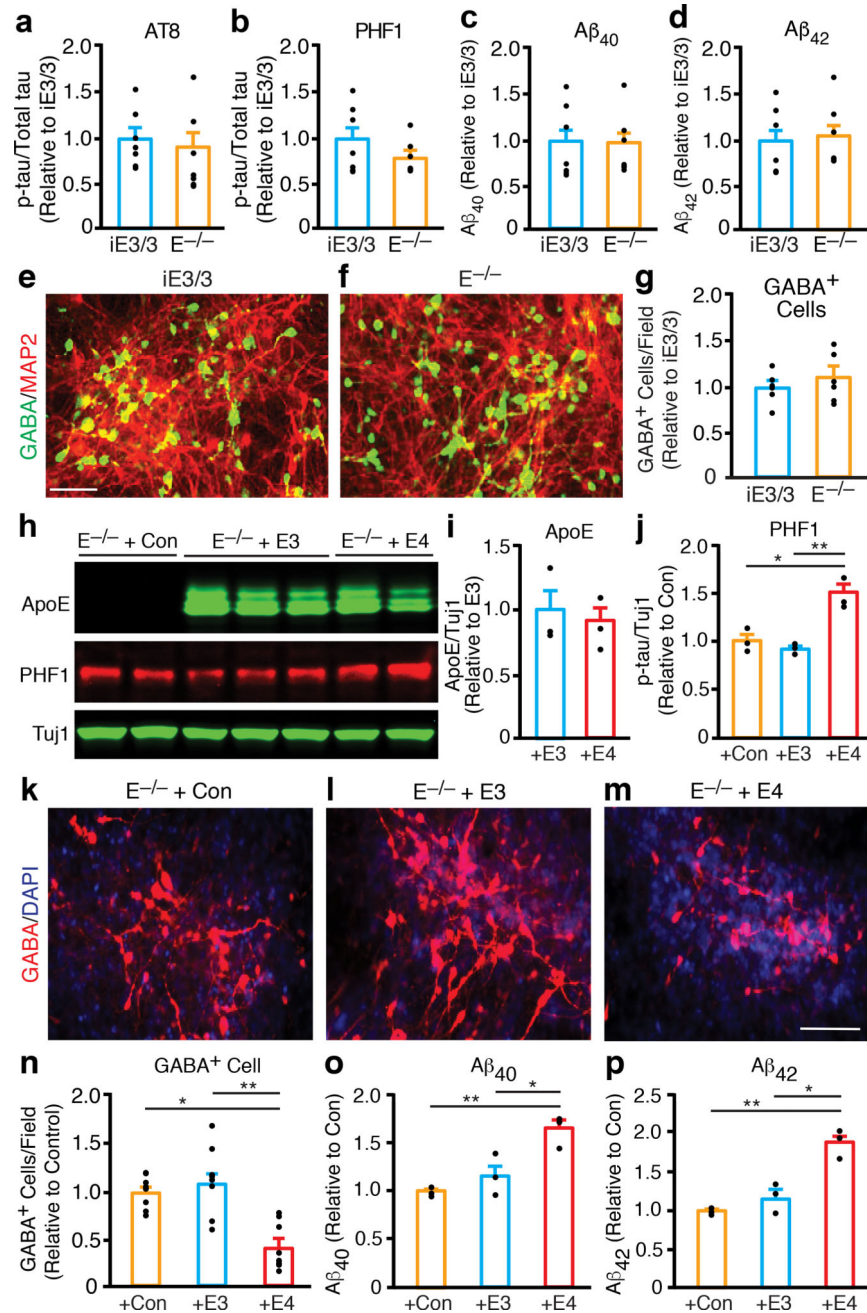 a
AT8
p-tau/Total tau
(Relative to iE3/3)
2.0
1.5
1.0
0.5
0
iE3/3
E–/–
b
PHF1
p-tau/Total tau
(Relative to iE3/3)
2.0
1.5
1.0
0.5
0
iE3/3
E–/–
c
Aβ40
Aβ40 (Relative to iE3/3)
2.0
1.5
1.0
0.5
0
iE3/3
E–/–
d
Aβ42
Aβ42 (Relative to iE3/3)
2.0
1.5
1.0
0.5
0
iE3/3
E–/–
e
iE3/3
GABA/MAP2
f
E–/–
g
GABA+
Cells
GABA+ Cells/Field
(Relative to iE3/3)
2.0
1.5
1.0
0.5
0
iE3/3
E–/–
h
E–/– + Con
E–/– + E3
E–/– + E4
ApoE
PHF1
Tuj1
i
ApoE
ApoE/Tuj1
(Relative to E3)
1.5
1.0
0.5
0
+E3
+E4
j
PHF1
p-tau/Tuj1
(Relative to Con)
2.0
1.5
1.0
0.5
0
*
**
+Con
+E3
+E4
k
E–/– + Con
GABA/DAPI
l
E–/– + E3
m
E–/– + E4
n
GABA+ Cell
GABA+ Cells/Field
(Relative to Control)
2.0
1.5
1.0
0.5
0
**
*
+Con
+E3
+E4
o
Aβ40
Aβ40 (Relative to Con)
2.0
1.5
1.0
0.5
0
*
**
+Con
+E3
+E4
p
Aβ42
Aβ42 (Relative to Con)
2.5
2.0
1.5
1.0
0.5
0
*
**
+Con
+E3
+E4